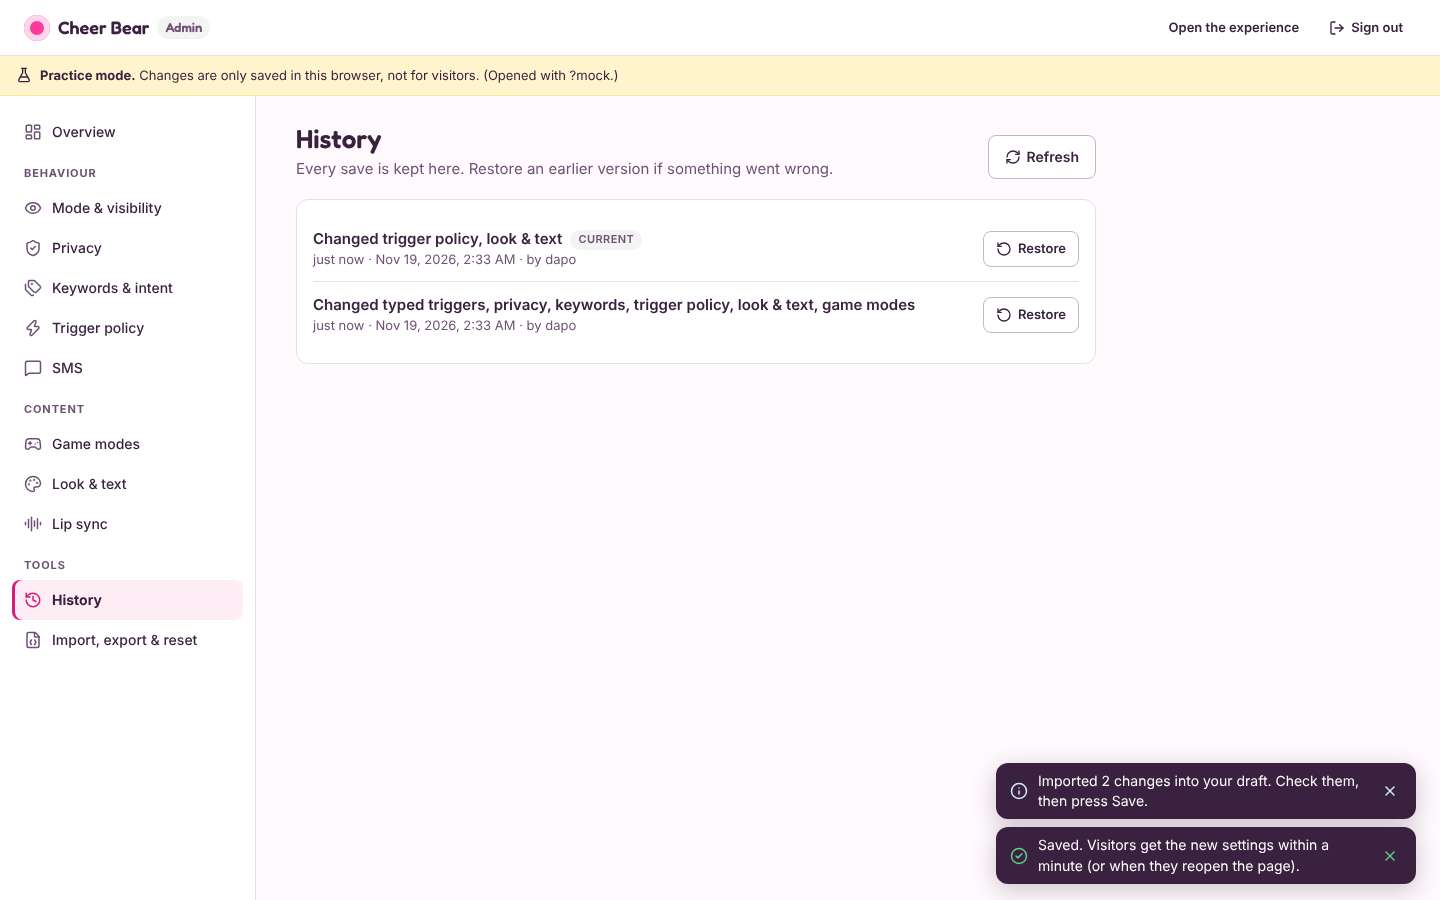 Cheer Bear Admin
Open the experience
Sign out
Practice mode. Changes are only saved in this browser, not for visitors. (Opened with ?mock.)
Overview
BEHAVIOUR
Mode & visibility
Privacy
Keywords & intent
Trigger policy
SMS
CONTENT
Game modes
Look & text
Lip sync
TOOLS
History
Import, export & reset
History
Every save is kept here. Restore an earlier version if something went wrong.
Refresh
Changed trigger policy, look & text CURRENT
just now · Nov 19, 2026, 2:33 AM · by dapo
Restore
Changed typed triggers, privacy, keywords, trigger policy, look & text, game modes
just now · Nov 19, 2026, 2:33 AM · by dapo
Restore
Imported 2 changes into your draft. Check them,
then press Save.
Saved. Visitors get the new settings within a
minute (or when they reopen the page).